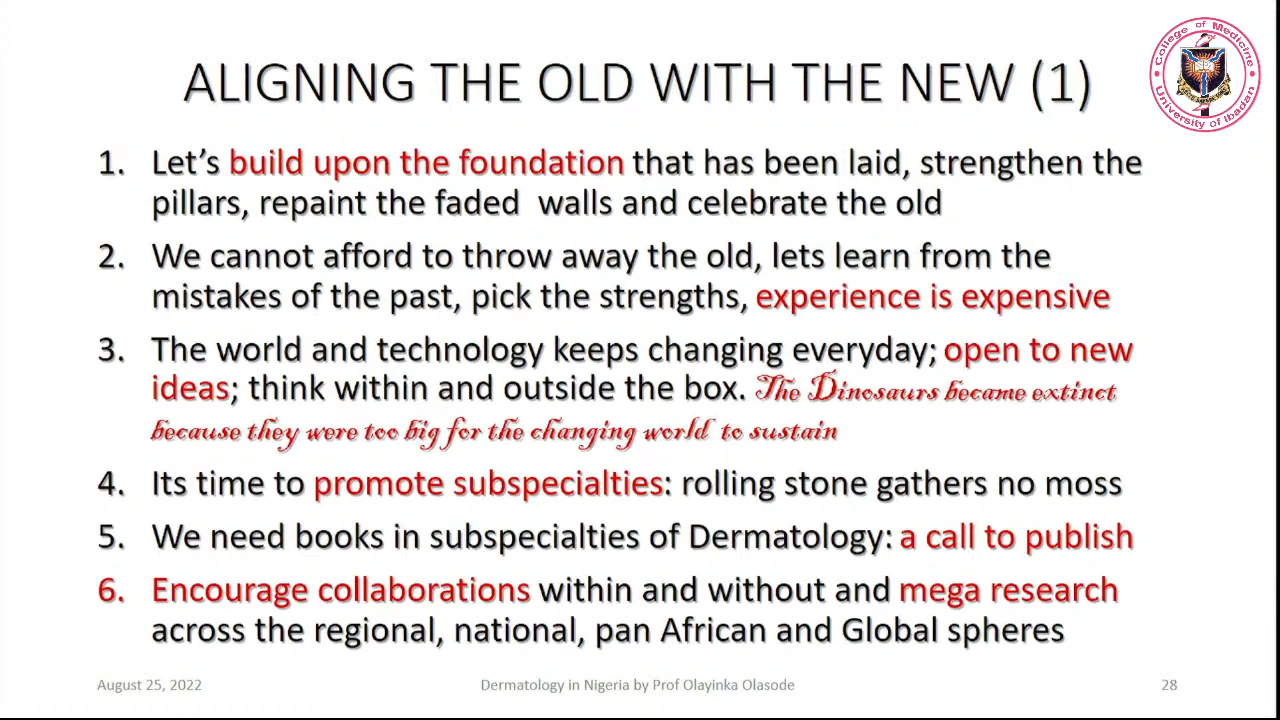 ALIGNING THE OLD WITH THE NEW (1)
College of Medicine
University of Ibadan
1. Let's build upon the foundation that has been laid, strengthen the
pillars, repaint the faded  walls and celebrate the old
2. We cannot afford to throw away the old, lets learn from the
mistakes of the past, pick the strengths, experience is expensive
3. The world and technology keeps changing everyday; open to new
ideas; think within and outside the box. The Dinosaurs became extinct
because they were too big for the changing world to sustain
4. Its time to promote subspecialties: rolling stone gathers no moss
5. We need books in subspecialties of Dermatology: a call to publish
6. Encourage collaborations within and without and mega research
across the regional, national, pan African and Global spheres
August 25, 2022
Dermatology in Nigeria by Prof Olayinka Olasode
28